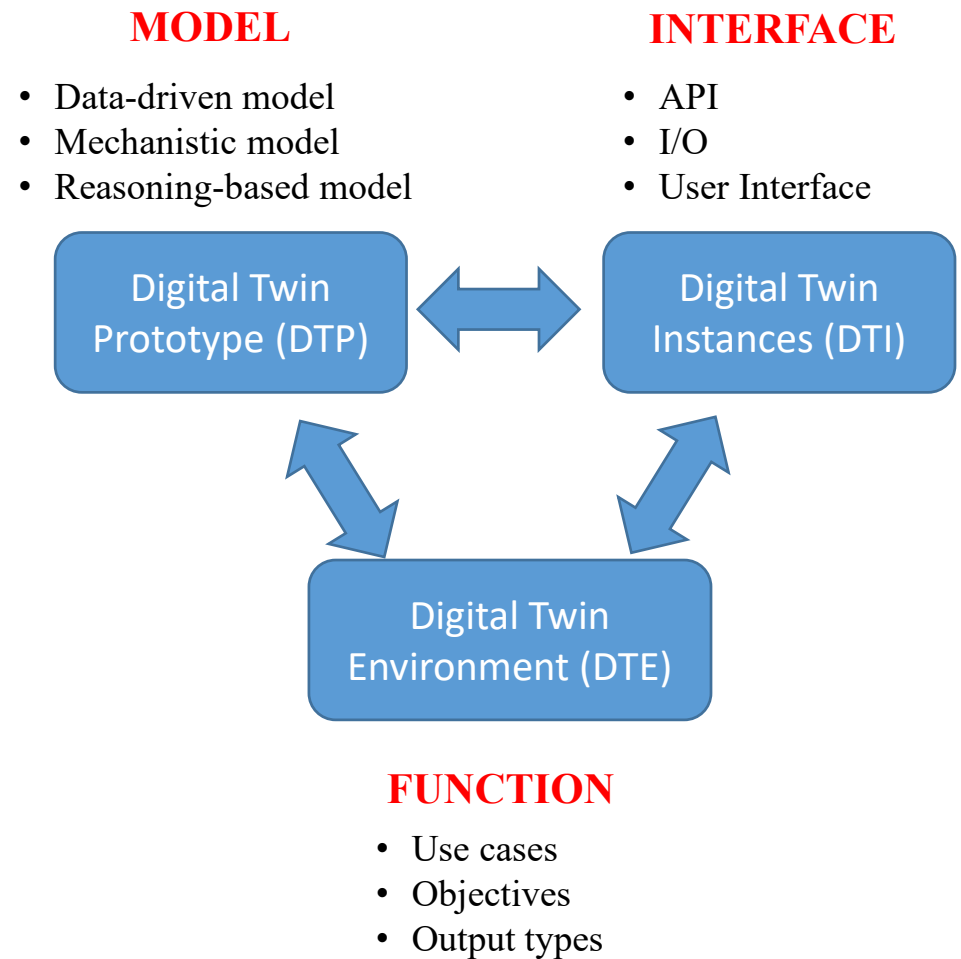 MODEL
• Data-driven model
• Mechanistic model
• Reasoning-based model
INTERFACE
• API
• I/O
• User Interface
Digital Twin
Prototype (DTP)
Digital Twin
Instances (DTI)
Digital Twin
Environment (DTE)
FUNCTION
• Use cases
• Objectives
• Output types